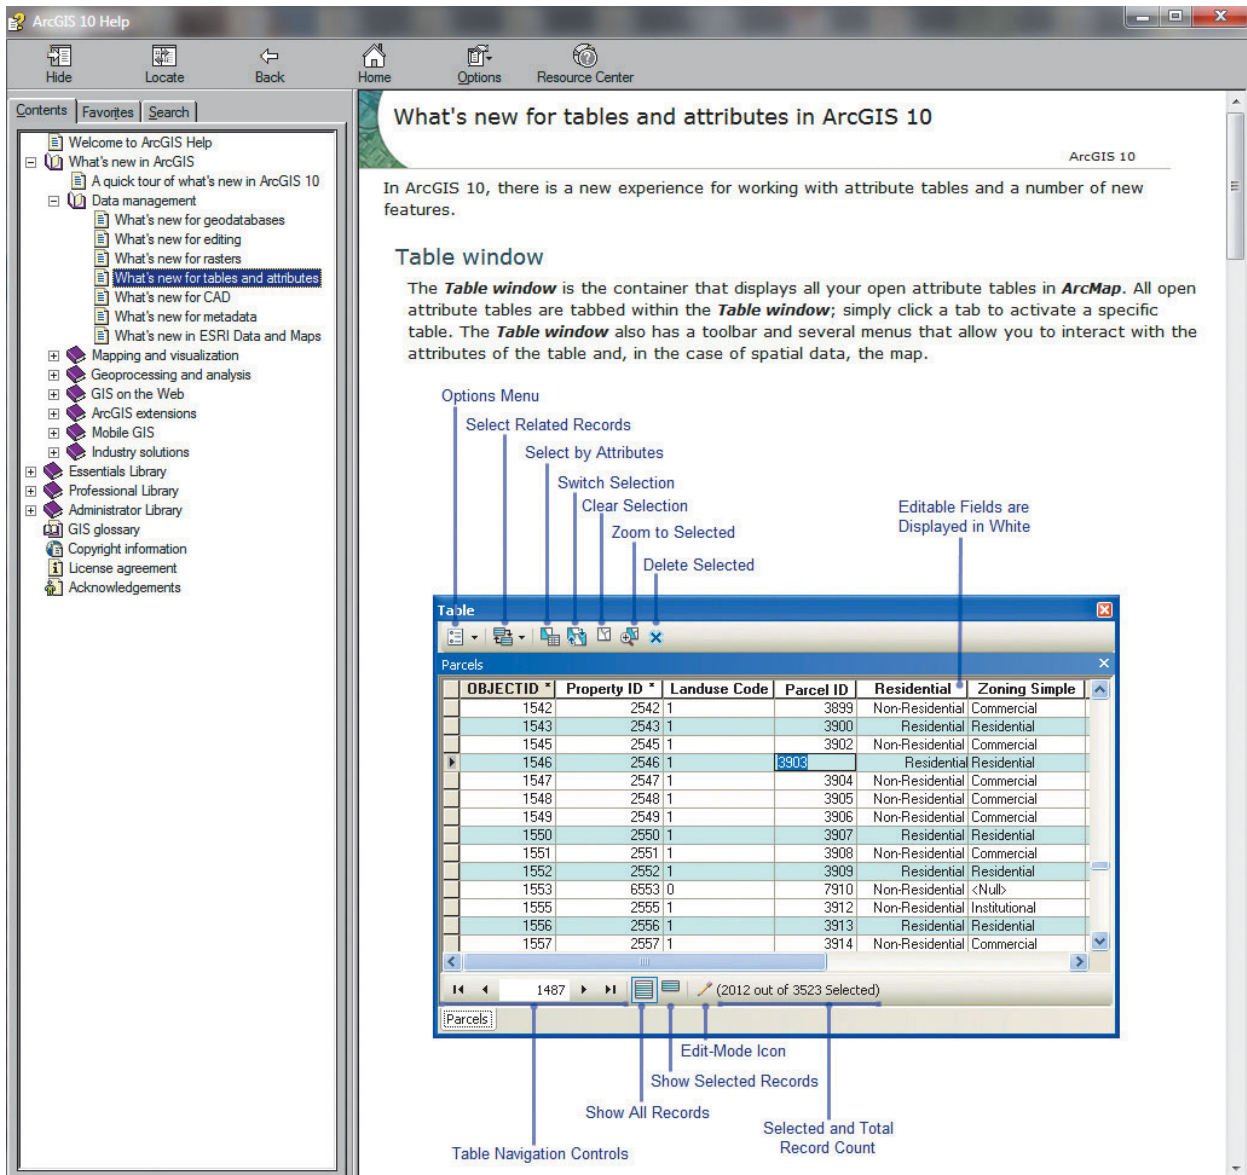 ArcGIS 10 Help
Hide Locate Back Home Options Resource Center
Contents Favorites Search
Welcome to ArcGIS Help
What's new in ArcGIS
A quick tour of what's new in ArcGIS 10
Data management
What's new for geodatabases
What's new for editing
What's new for rasters
What's new for tables and attributes
What's new for CAD
What's new for metadata
What's new in ESRI Data and Maps
Mapping and visualization
Geoprocessing and analysis
GIS on the Web
ArcGIS extensions
Mobile GIS
Industry solutions
Essentials Library
Professional Library
Administrator Library
GIS glossary
Copyright information
License agreement
Acknowledgements
What's new for tables and attributes in ArcGIS 10
ArcGIS 10
In ArcGIS 10, there is a new experience for working with attribute tables and a number of new
features.
Table window
The Table window is the container that displays all your open attribute tables in ArcMap. All open
attribute tables are tabbed within the Table window; simply click a tab to activate a specific
table. The Table window also has a toolbar and several menus that allow you to interact with the
attributes of the table and, in the case of spatial data, the map.
Options Menu
Select Related Records
Select by Attributes
Switch Selection
Clear Selection
Zoom to Selected
Delete Selected
Editable Fields are
Displayed in White
Table
Parcels
OBJECTID * Property ID * Landuse Code Parcel ID Residential Zoning Simple
1542 2542 1 3899 Non-Residential Commercial
1543 2543 1 3900 Residential Residential
1545 2545 1 3902 Non-Residential Commercial
1546 2546 1 3903 Residential Residential
1547 2547 1 3904 Non-Residential Commercial
1548 2548 1 3905 Non-Residential Commercial
1549 2549 1 3906 Non-Residential Commercial
1550 2550 1 3907 Residential Residential
1551 2551 1 3908 Non-Residential Commercial
1552 2552 1 3909 Residential Residential
1553 6553 0 7910 Non-Residential <Null>
1555 2555 1 3912 Non-Residential Institutional
1556 2556 1 3913 Residential Residential
1557 2557 1 3914 Non-Residential Commercial
1487 (2012 out of 3523 Selected)
Parcels
Edit-Mode Icon
Show Selected Records
Show All Records
Selected and Total
Record Count
Table Navigation Controls